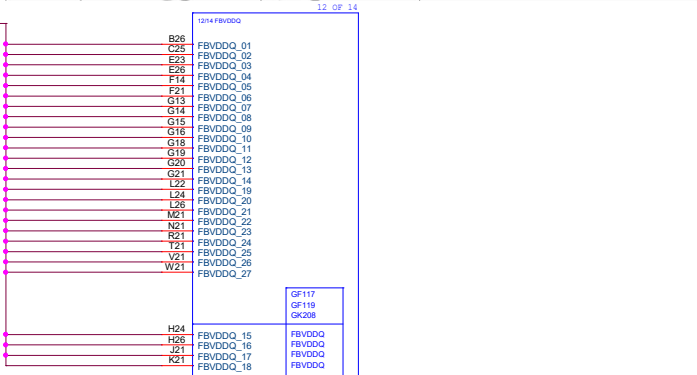 12 OF 14
12/14 FBVDDQ
B26 FBVDDQ_01
C25 FBVDDQ_02
E23 FBVDDQ_03
E26 FBVDDQ_04
F14 FBVDDQ_05
F21 FBVDDQ_06
G13 FBVDDQ_07
G14 FBVDDQ_08
G15 FBVDDQ_09
G16 FBVDDQ_10
G18 FBVDDQ_11
G19 FBVDDQ_12
G20 FBVDDQ_13
G21 FBVDDQ_14
L22 FBVDDQ_19
L24 FBVDDQ_20
L26 FBVDDQ_21
M21 FBVDDQ_22
N21 FBVDDQ_23
R21 FBVDDQ_24
T21 FBVDDQ_25
V21 FBVDDQ_26
W21 FBVDDQ_27
GF117
GF119
GK208
H24 FBVDDQ_15 FBVDDQ
H26 FBVDDQ_16 FBVDDQ
J21 FBVDDQ_17 FBVDDQ
K21 FBVDDQ_18 FBVDDQ